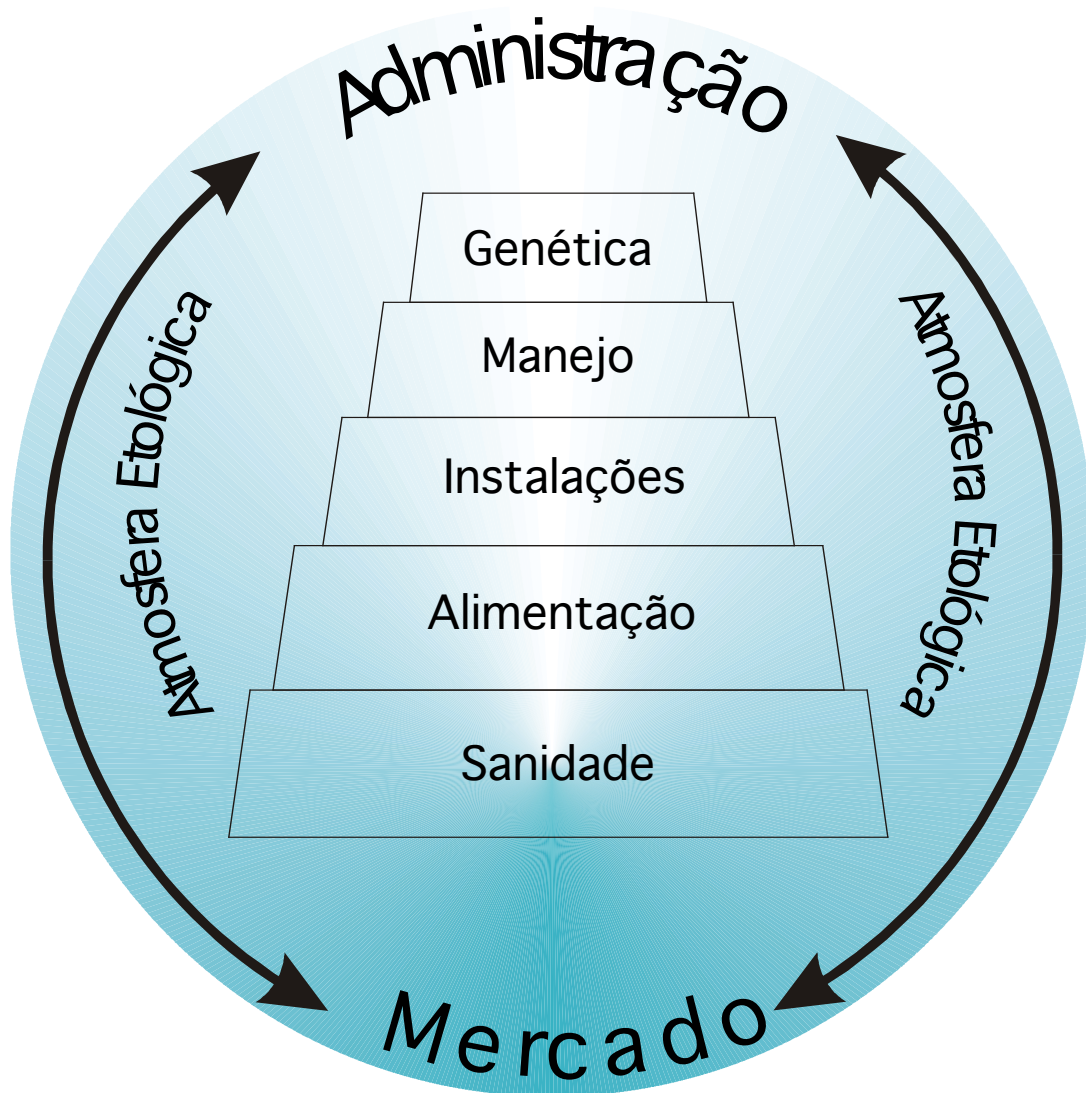 Administração
Atmosfera Etológica
Atmosfera Etológica
Genética
Manejo
Instalações
Alimentação
Sanidade
Mercado